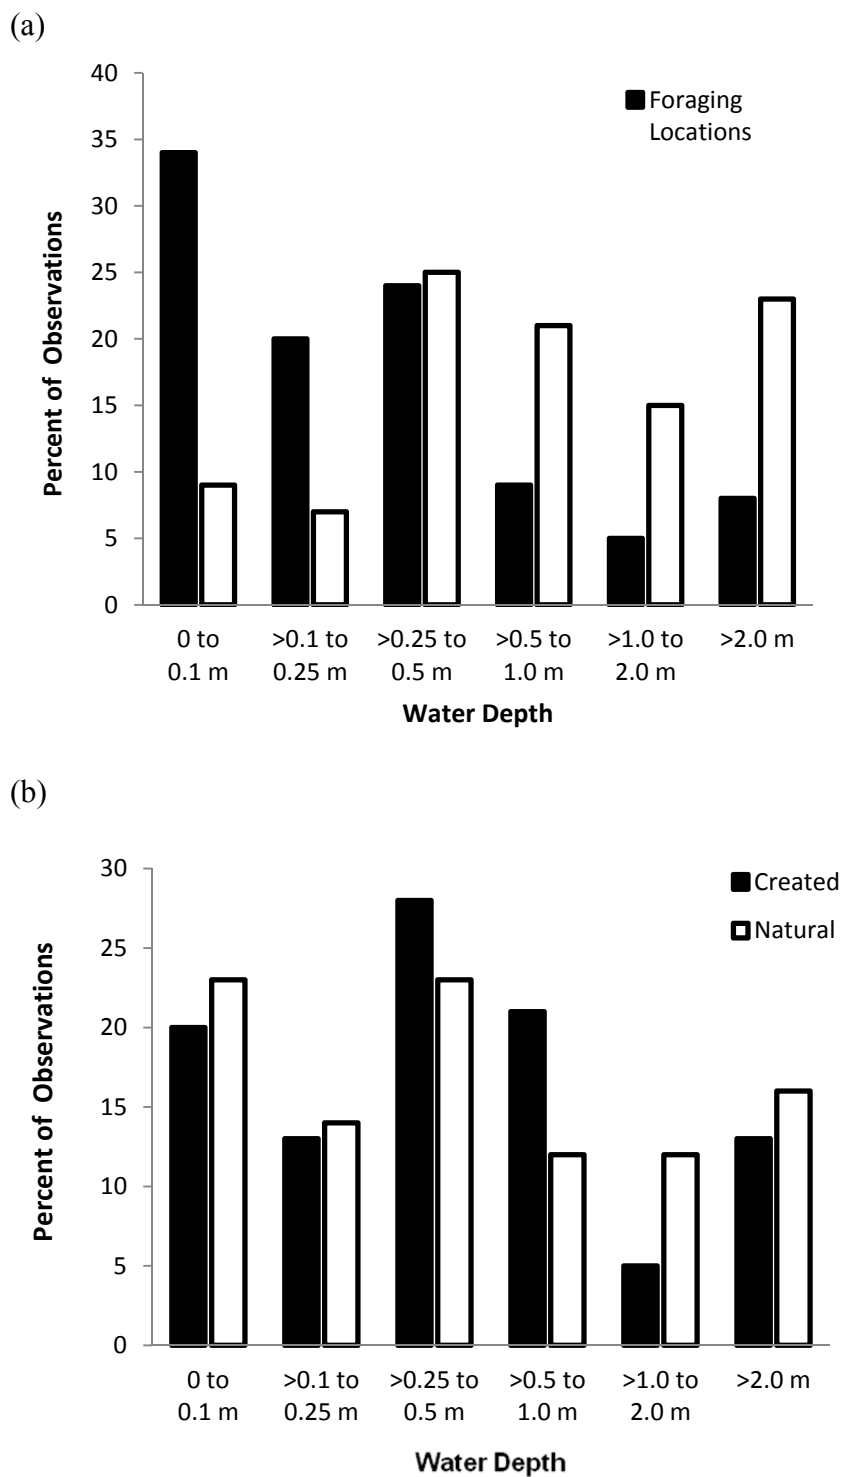 (a)
40
35
30
25
20
15
10
5
0
Percent of Observations
Foraging
Locations
0 to
0.1 m
>0.1 to
0.25 m
>0.25 to
0.5 m
>0.5 to
1.0 m
>1.0 to
2.0 m
>2.0 m
Water Depth
(b)
30
25
20
15
10
5
0
Percent of Observations
Created
Natural
0 to
0.1 m
>0.1 to
0.25 m
>0.25 to
0.5 m
>0.5 to
1.0 m
>1.0 to
2.0 m
>2.0 m
Water Depth